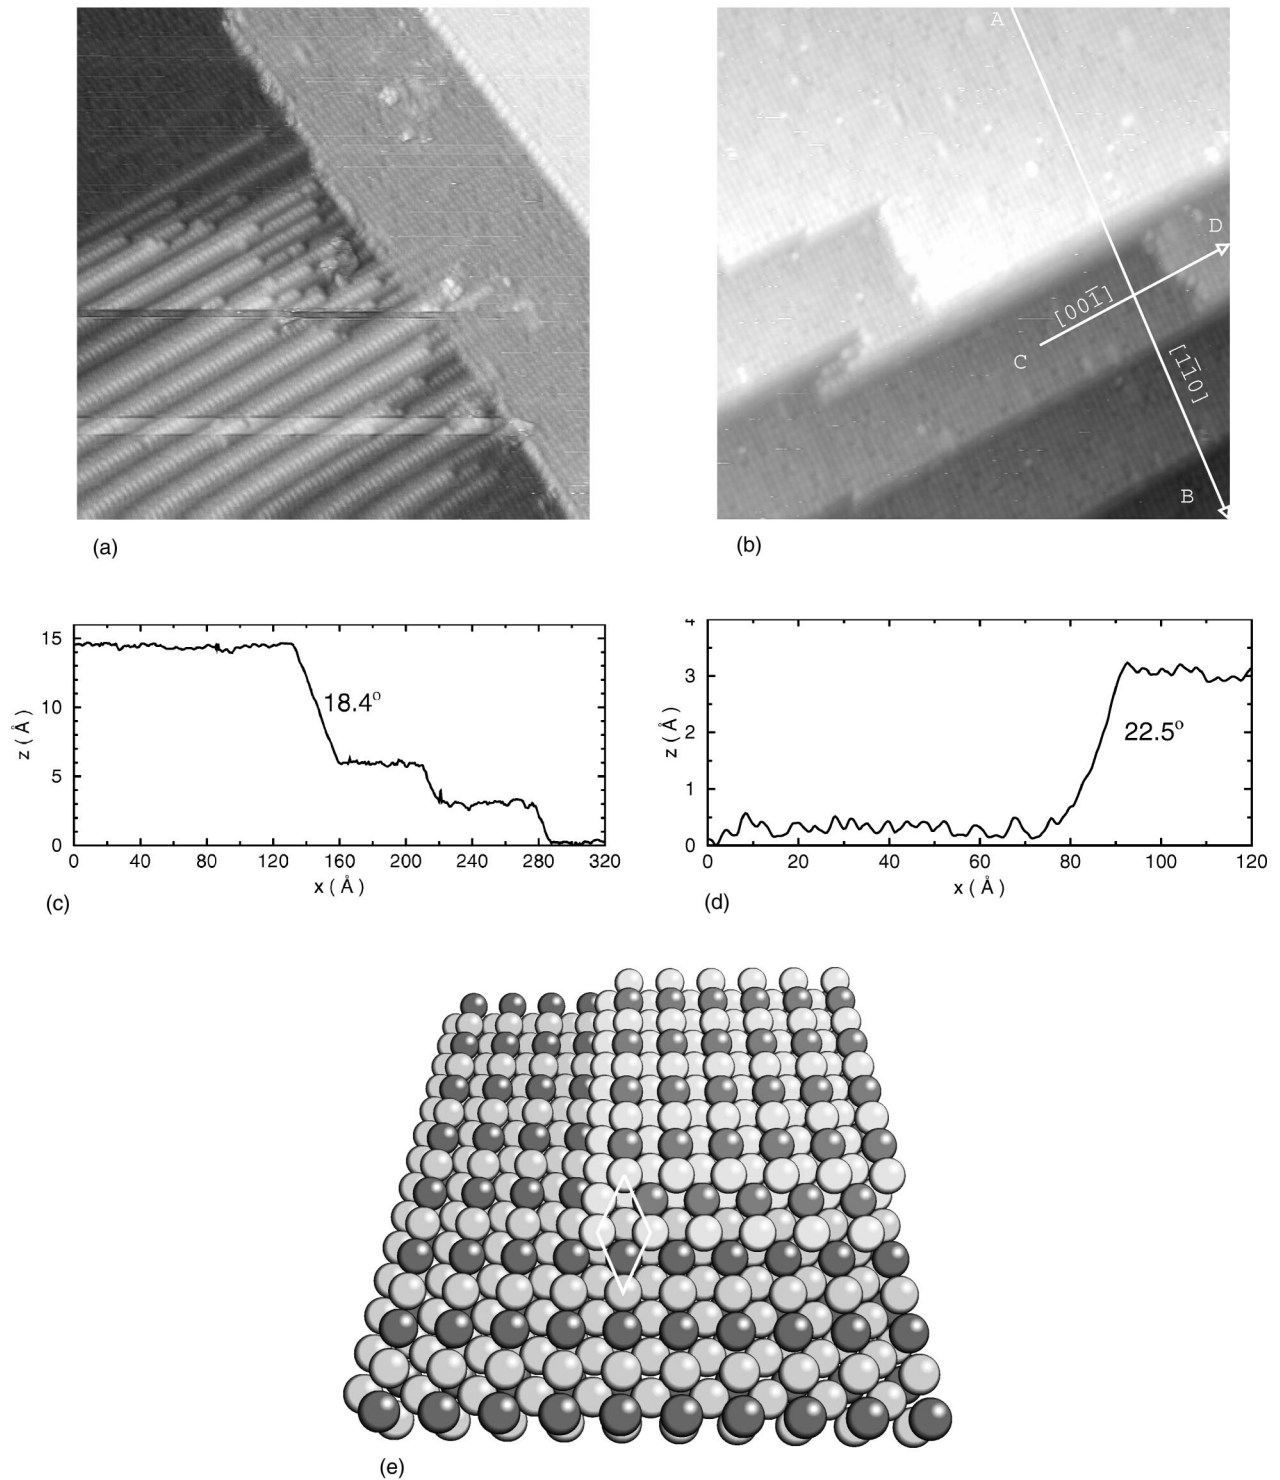 A
D
[001̄]
C
[11̄0]
B
(a)
(b)
15
10
5
0
z ( Å )
18.4°
0 40 80 120 160 200 240 280 320
x ( Å )
(c)
4
3
2
1
0
z ( Å )
22.5°
0 20 40 60 80 100 120
x ( Å )
(d)
(e)